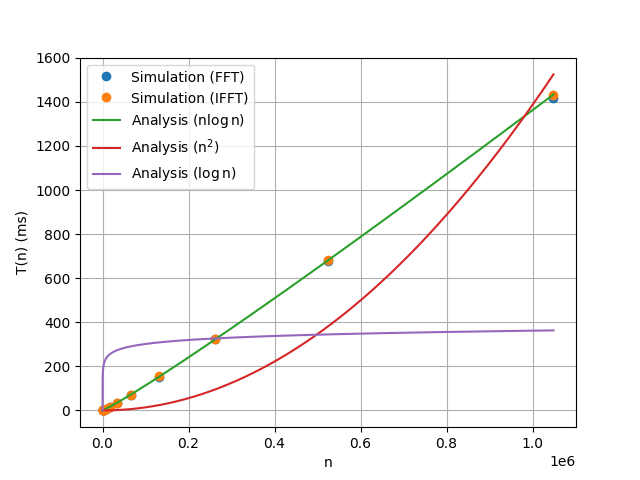 1600
1400
1200
1000
800
600
400
200
0
T(n) (ms)
Simulation (FFT)
Simulation (IFFT)
Analysis (nlog n)
Analysis (n²)
Analysis (log n)
0.0 0.2 0.4 0.6 0.8 1.0
1e6
n